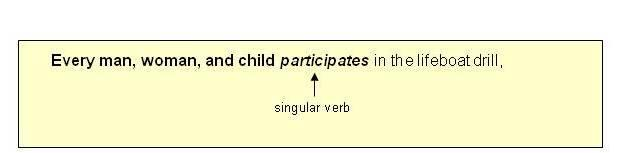 Every man, woman, and child participates in the lifeboat drill,
singular verb